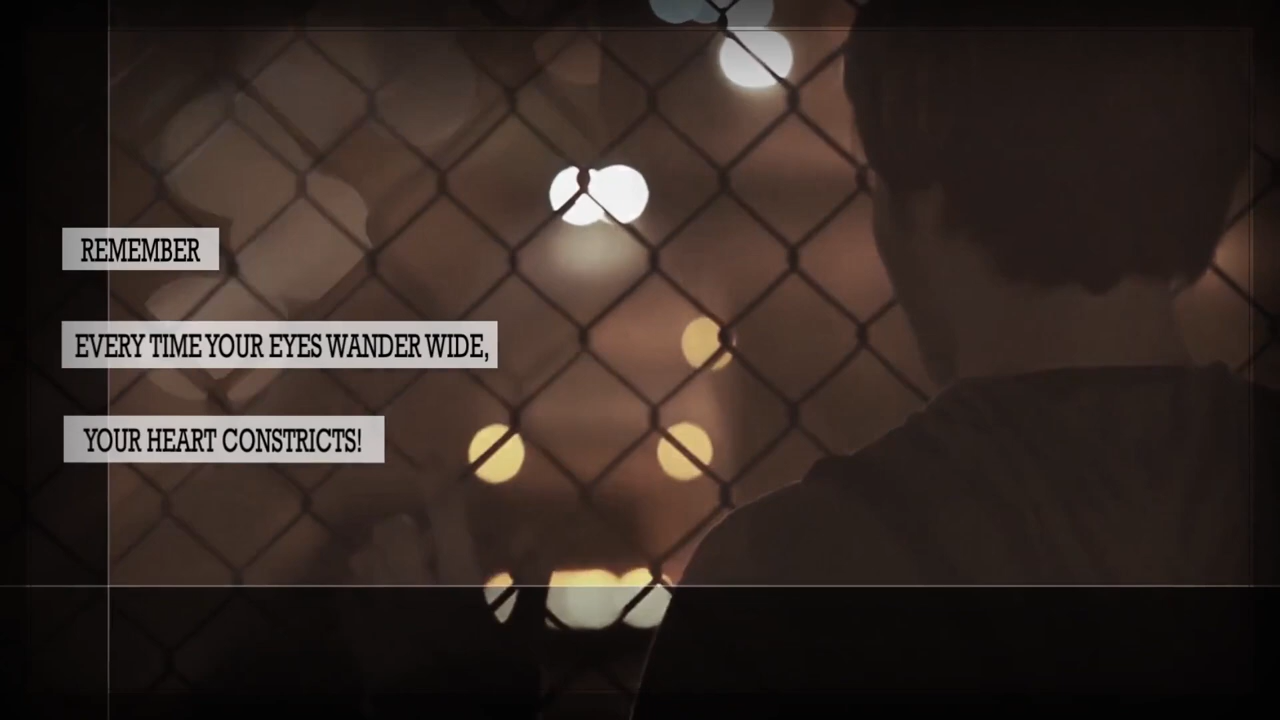 REMEMBER
EVERY TIME YOUR EYES WANDER WIDE,
YOUR HEART CONSTRICTS!